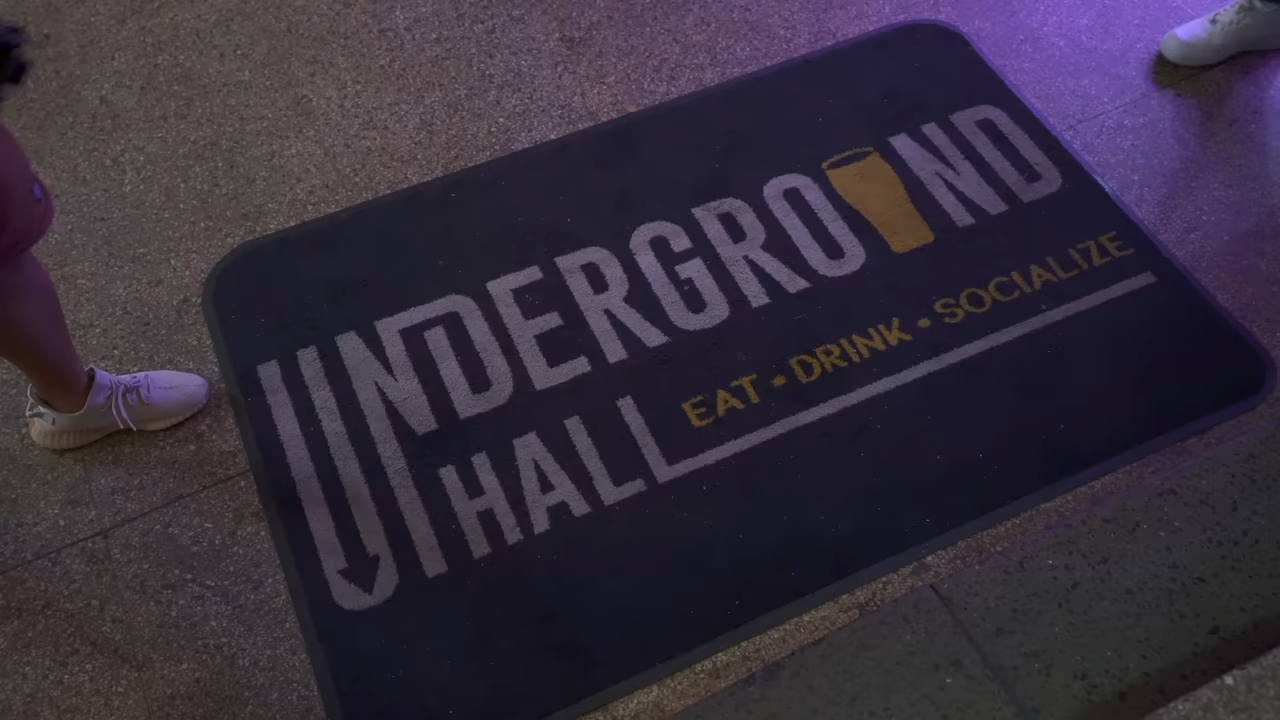 UNDERGROUND
HALL EAT • DRINK • SOCIALIZE